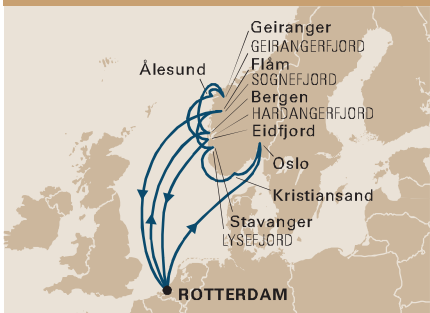 Geiranger
GEIRANGERFJORD
Ålesund
Flåm
SOGNEFJORD
Bergen
HARDANGERFJORD
Eidfjord
Oslo
Kristiansand
Stavanger
LYSEFJORD
ROTTERDAM